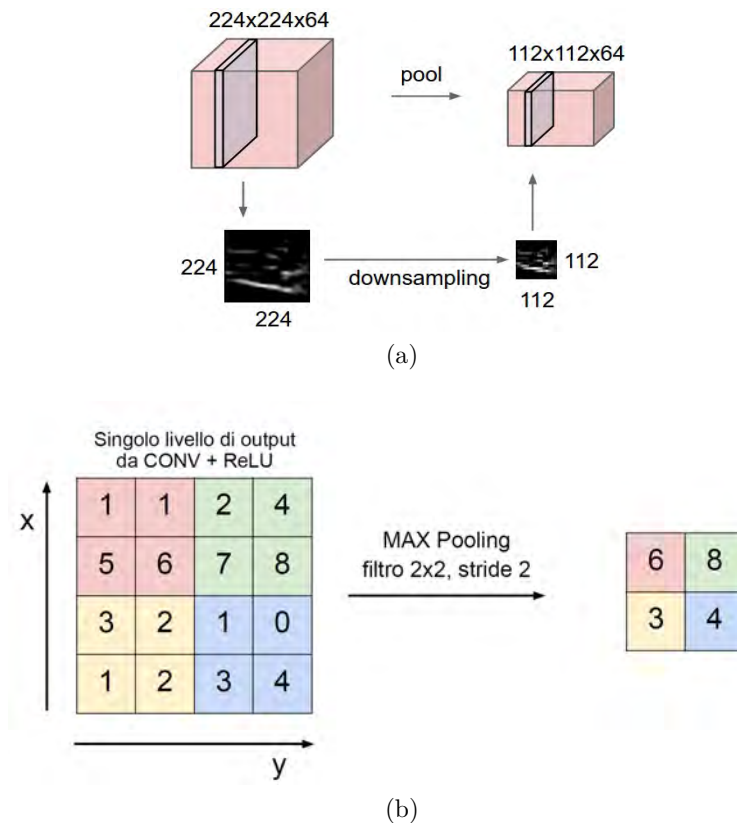 224x224x64
112x112x64
pool
224
112
downsampling
224
112
(a)
Singolo livello di output
da CONV + ReLU
x
1 1 2 4
5 6 7 8
3 2 1 0
1 2 3 4
y
MAX Pooling
filtro 2x2, stride 2
6 8
3 4
(b)